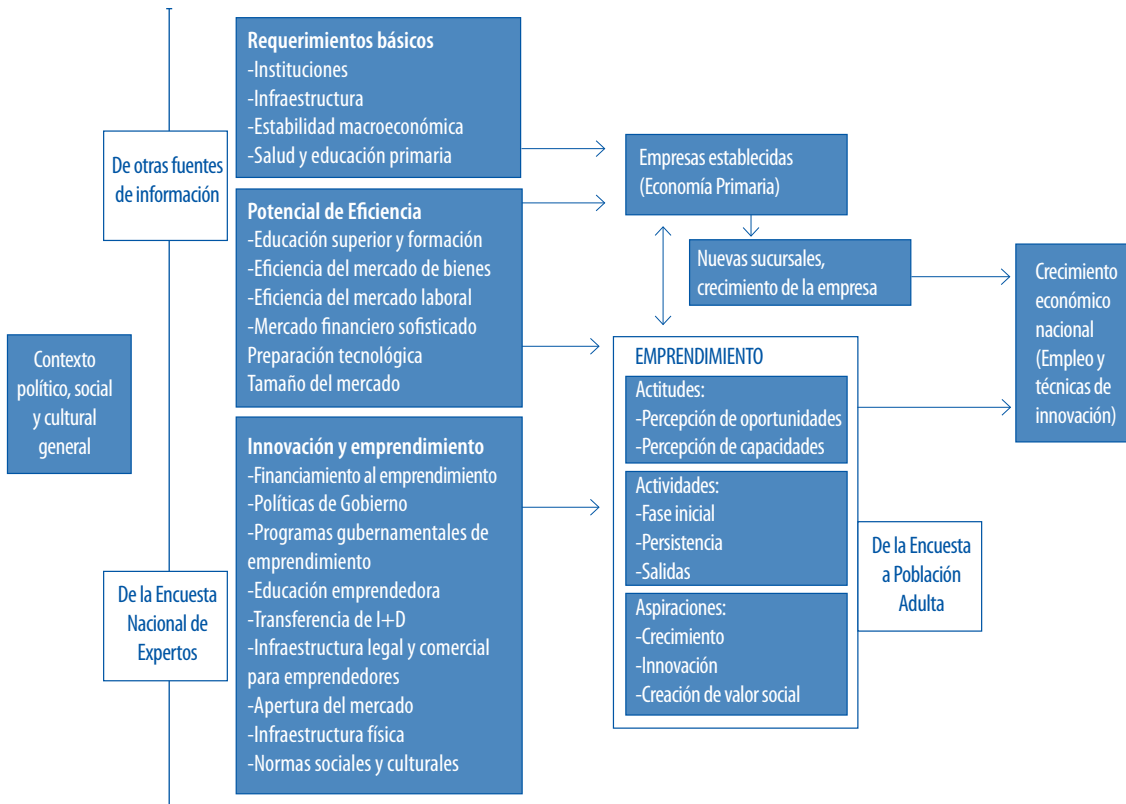 Contexto
político, social
y cultural
general
De otras fuentes
de información
De la Encuesta
Nacional de
Expertos
Requerimientos básicos
-Instituciones
-Infraestructura
-Estabilidad macroeconómica
-Salud y educación primaria
Potencial de Eficiencia
-Educación superior y formación
-Eficiencia del mercado de bienes
-Eficiencia del mercado laboral
-Mercado financiero sofisticado
Preparación tecnológica
Tamaño del mercado
Innovación y emprendimiento
-Financiamiento al emprendimiento
-Políticas de Gobierno
-Programas gubernamentales de
emprendimiento
-Educación emprendedora
-Transferencia de I+D
-Infraestructura legal y comercial
para emprendedores
-Apertura del mercado
-Infraestructura física
-Normas sociales y culturales
Empresas establecidas
(Economía Primaria)
Nuevas sucursales,
crecimiento de la empresa
EMPRENDIMIENTO
Actitudes:
-Percepción de oportunidades
-Percepción de capacidades
Actividades:
-Fase inicial
-Persistencia
-Salidas
Aspiraciones:
-Crecimiento
-Innovación
-Creación de valor social
De la Encuesta
a Población
Adulta
Crecimiento
económico
nacional
(Empleo y
técnicas de
innovación)